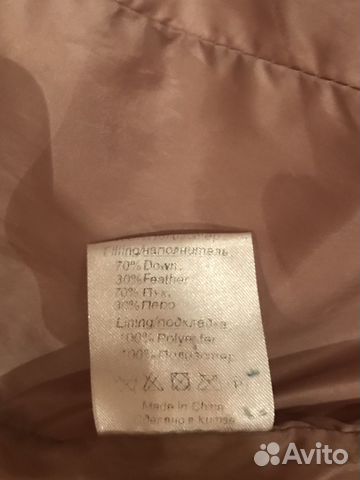 Filling/наполнитель
70% Down
30% Feather
70% Пух
30% Перо
Lining/подкладка
100% Polyester
100% Полиэстер
Made in China
Сделано в Китае
Avito